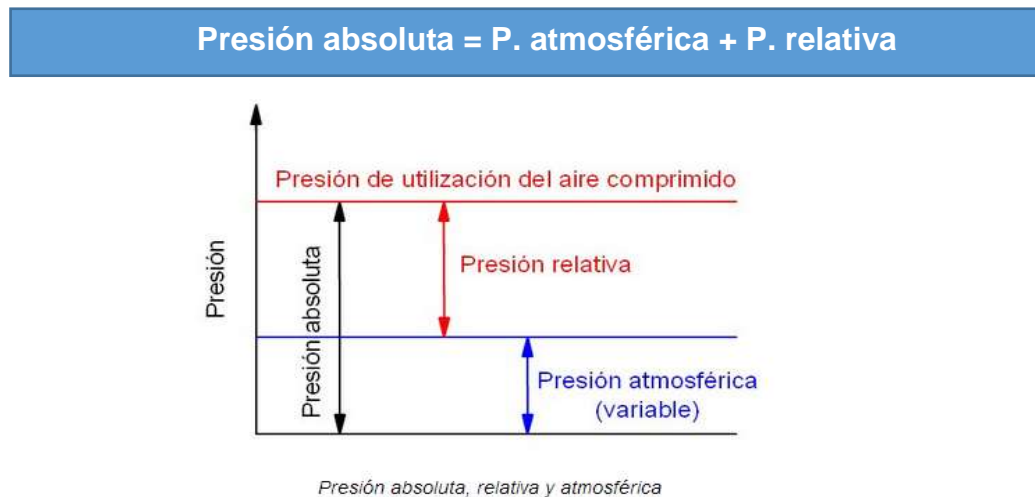 Presión absoluta = P. atmosférica + P. relativa
Presión de utilización del aire comprimido
Presión
Presión absoluta
Presión relativa
Presión atmosférica
(variable)
Presión absoluta, relativa y atmosférica